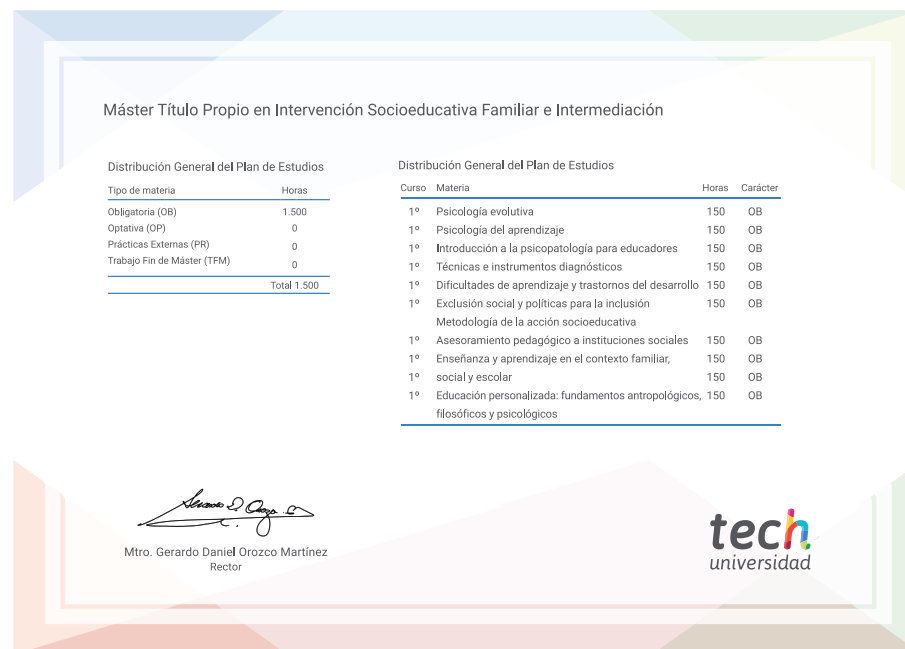 Máster Título Propio en Intervención Socioeducativa Familiar e Intermediación
Distribución General del Plan de Estudios
Tipo de materia Horas
Obligatoria (OB) 1.500
Optativa (OP) 0
Prácticas Externas (PR) 0
Trabajo Fin de Máster (TFM) 0
Total 1.500
Distribución General del Plan de Estudios
Curso Materia Horas Carácter
1º Psicología evolutiva 150 OB
1º Psicología del aprendizaje 150 OB
1º Introducción a la psicopatología para educadores 150 OB
1º Técnicas e instrumentos diagnósticos 150 OB
1º Dificultades de aprendizaje y trastornos del desarrollo 150 OB
1º Exclusión social y políticas para la inclusión 150 OB
Metodología de la acción socioeducativa
1º Asesoramiento pedagógico a instituciones sociales 150 OB
1º Enseñanza y aprendizaje en el contexto familiar, 150 OB
1º social y escolar 150 OB
1º Educación personalizada: fundamentos antropológicos, 150 OB
filosóficos y psicológicos
Mtro. Gerardo Daniel Orozco Martínez
Rector
tech
universidad